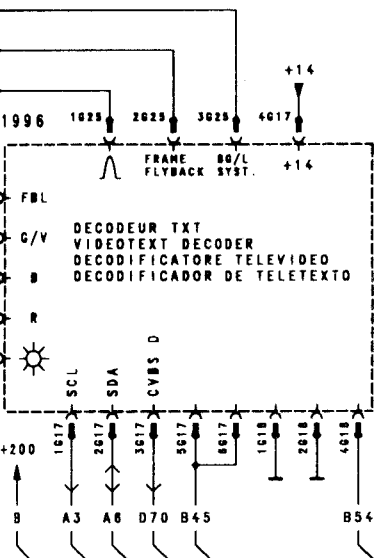 +14
1996 1G25 2G25 3G25 4G17
FRAME BG/L +14
FLYBACK SYST.
FBL
G/V
DECODEUR TXT
VIDEOTEXT DECODER
DECODIFICATORE TELEVIDEO
DECODIFICADOR DE TELETEXTO
B
R
SCL SDA CVBS D
1G17 2G17 3G17 5G17 6G17 1G18 2G18 4G18
+200
B A3 A6 D70 B45 B54